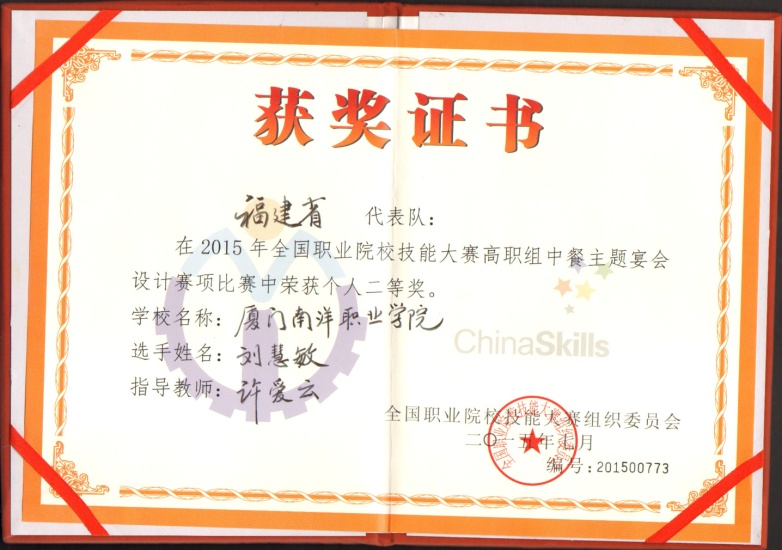 获奖证书
福建省 代表队：
在2015年全国职业院校技能大赛高职组中餐主题宴会
设计赛项比赛中荣获个人二等奖。
学校名称：厦门南洋职业学院
ChinaSkills
选手姓名：刘慧敏
指导教师：许爱云
全国职业院校技能大赛组织委员会
二〇一五年七月
编号：201500773